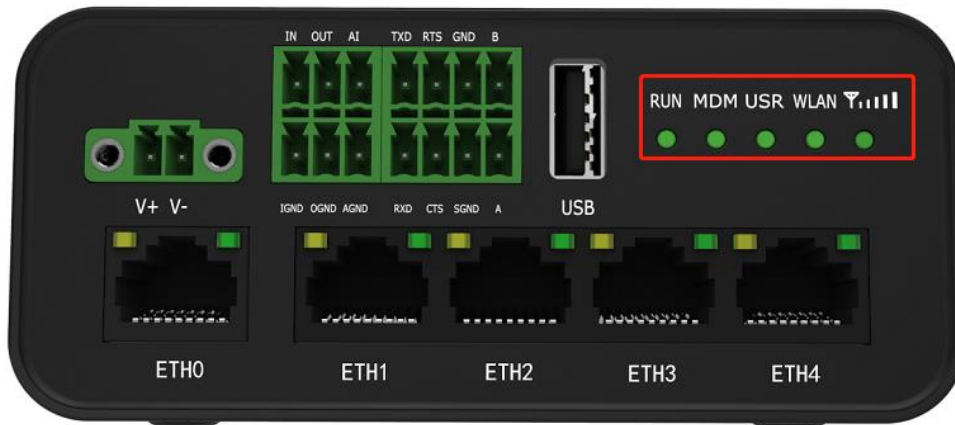 IN OUT AI TXD RTS GND B
RUN MDM USR WLAN
IGND OGND AGND RXD CTS SGND A
V+ V- USB
ETH0 ETH1 ETH2 ETH3 ETH4